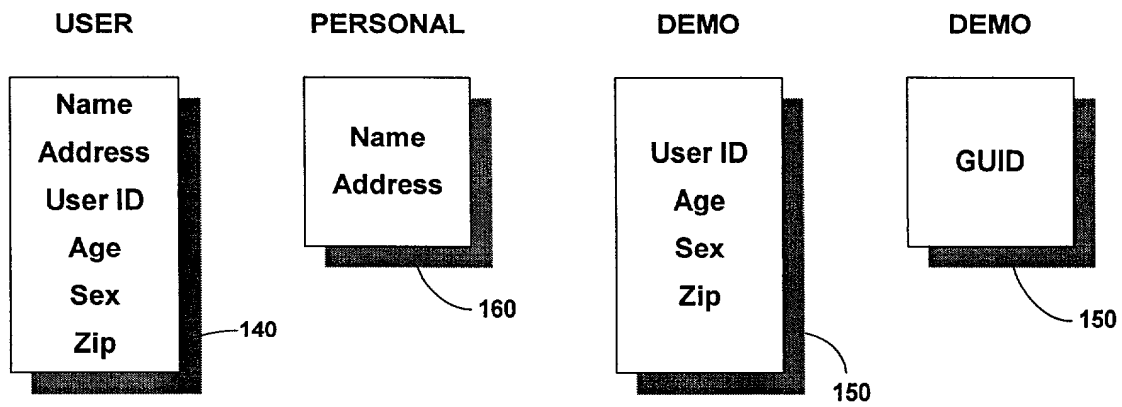 USER
Name
Address
User ID
Age
Sex
Zip
140
PERSONAL
Name
Address
160
DEMO
User ID
Age
Sex
Zip
150
DEMO
GUID
150